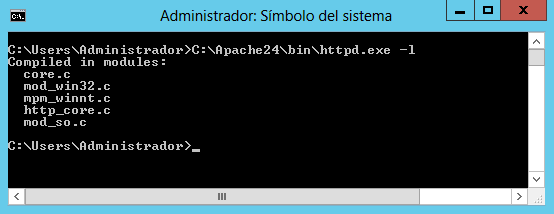 Administrador: Símbolo del sistema
C:\Users\Administrador>C:\Apache24\bin\httpd.exe -l
Compiled in modules:
  core.c
  mod_win32.c
  mpm_winnt.c
  http_core.c
  mod_so.c
C:\Users\Administrador>_